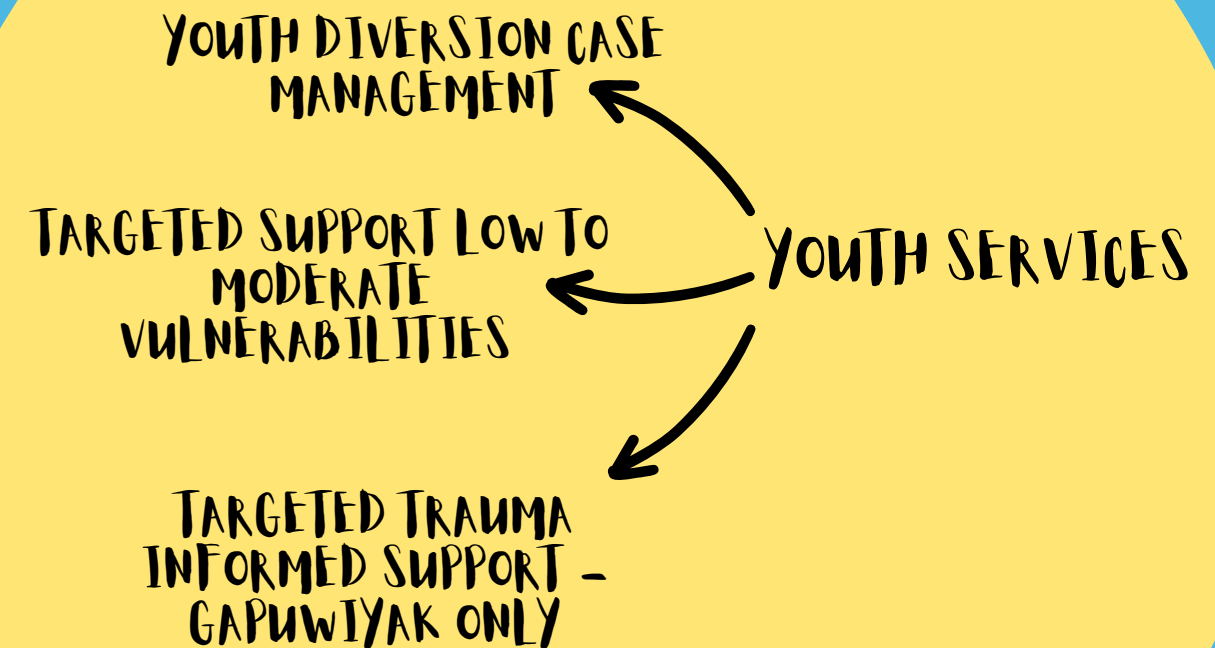 YOUTH DIVERSION CASE
MANAGEMENT
TARGETED SUPPORT LOW TO
MODERATE
VULNERABILITIES
YOUTH SERVICES
TARGETED TRAUMA
INFORMED SUPPORT -
GAPUWIYAK ONLY